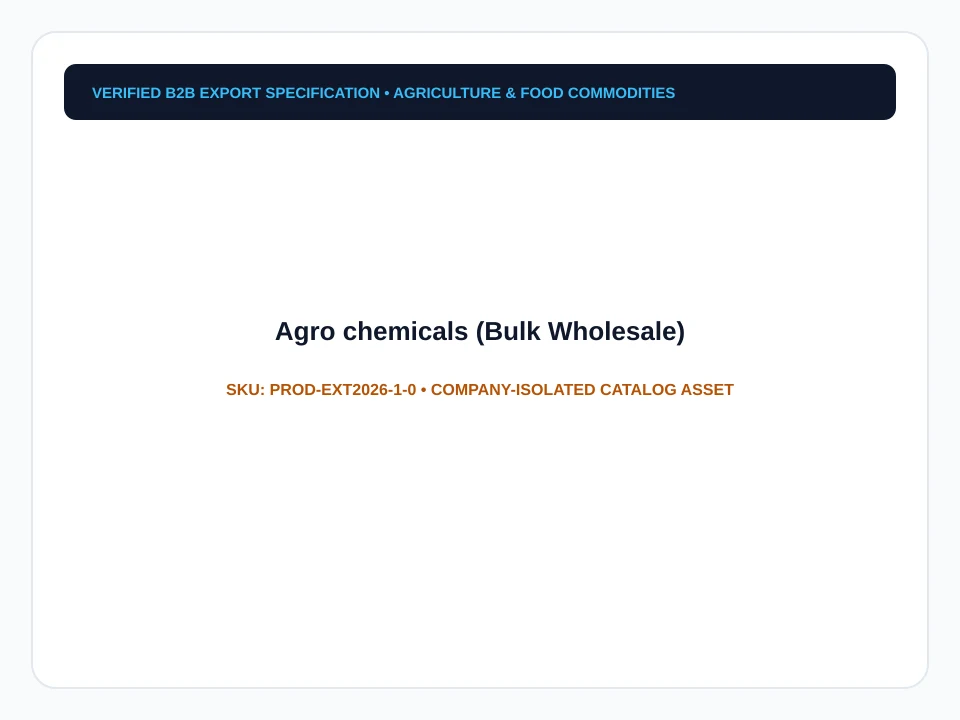 VERIFIED B2B EXPORT SPECIFICATION • AGRICULTURE & FOOD COMMODITIES
Agro chemicals (Bulk Wholesale)
SKU: PROD-EXT2026-1-0 • COMPANY-ISOLATED CATALOG ASSET